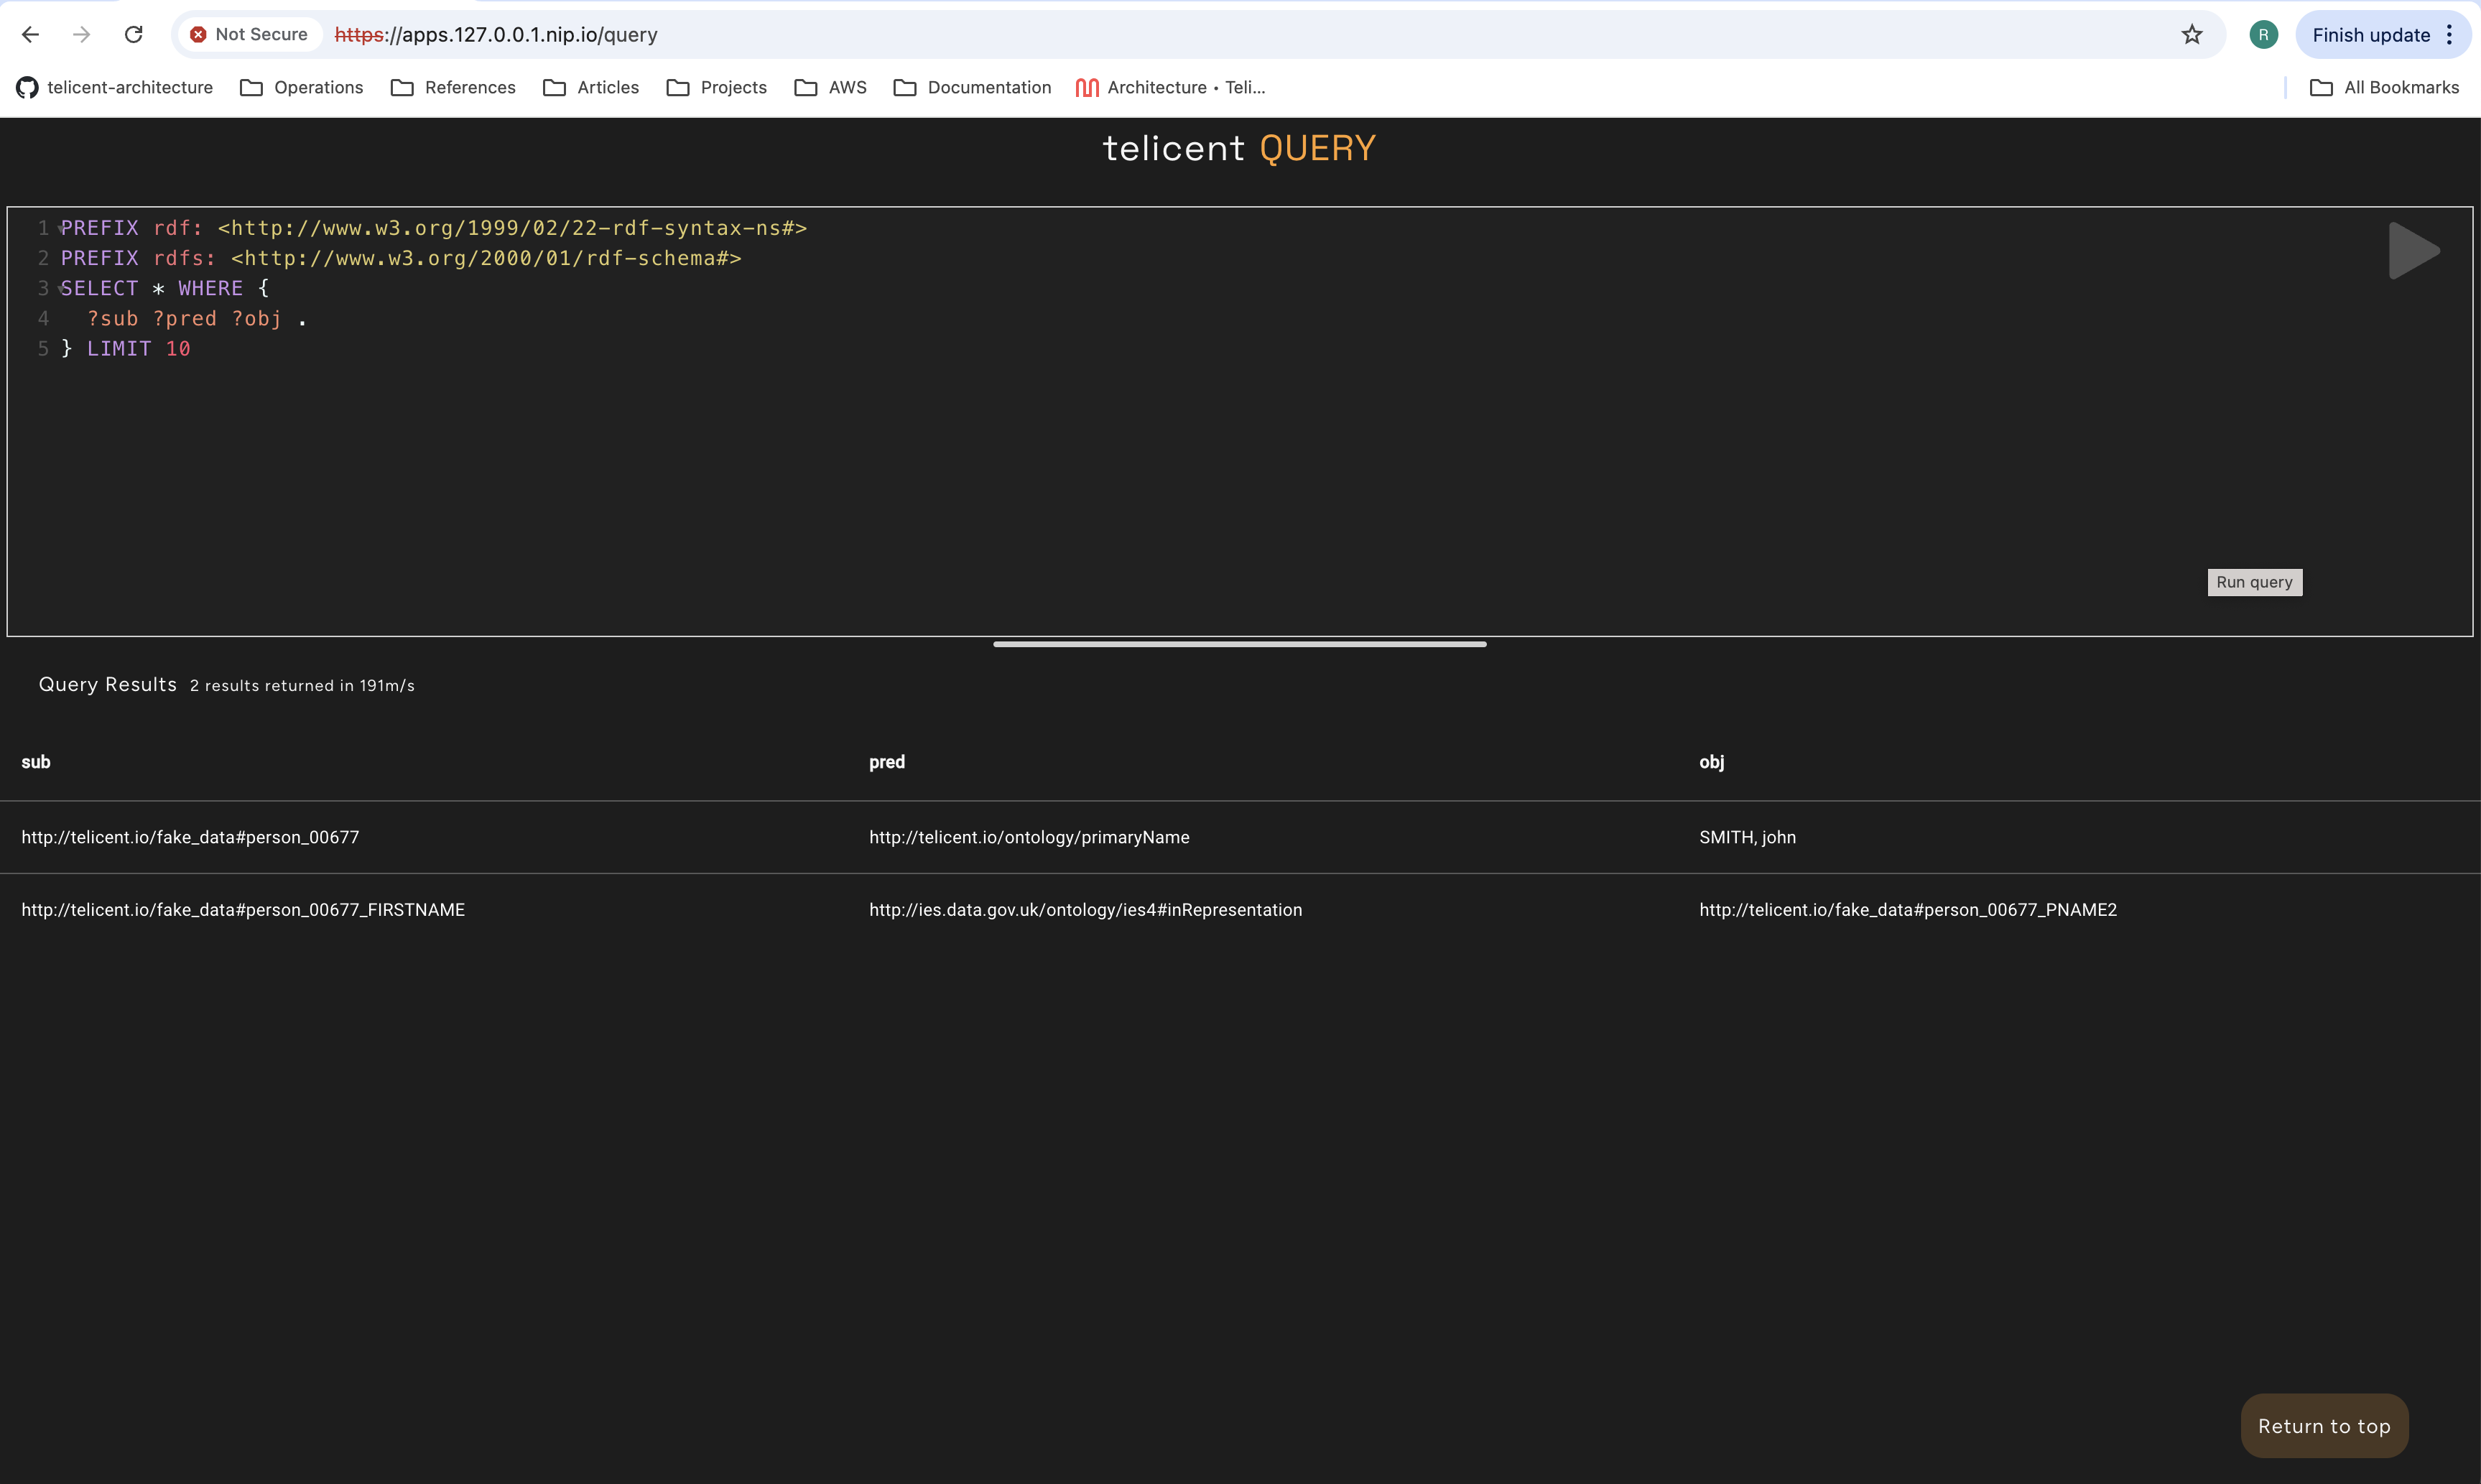 Not Secure https://apps.127.0.0.1.nip.io/query R Finish update
telicent-architecture Operations References Articles Projects AWS Documentation Architecture • Teli... All Bookmarks
telicent QUERY
1 PREFIX rdf: <http://www.w3.org/1999/02/22-rdf-syntax-ns#>
2 PREFIX rdfs: <http://www.w3.org/2000/01/rdf-schema#>
3 SELECT * WHERE {
4 ?sub ?pred ?obj .
5 } LIMIT 10
Run query
Query Results 2 results returned in 191m/s
sub pred obj
http://telicent.io/fake_data#person_00677 http://telicent.io/ontology/primaryName SMITH, john
http://telicent.io/fake_data#person_00677_FIRSTNAME http://ies.data.gov.uk/ontology/ies4#inRepresentation http://telicent.io/fake_data#person_00677_PNAME2
Return to top